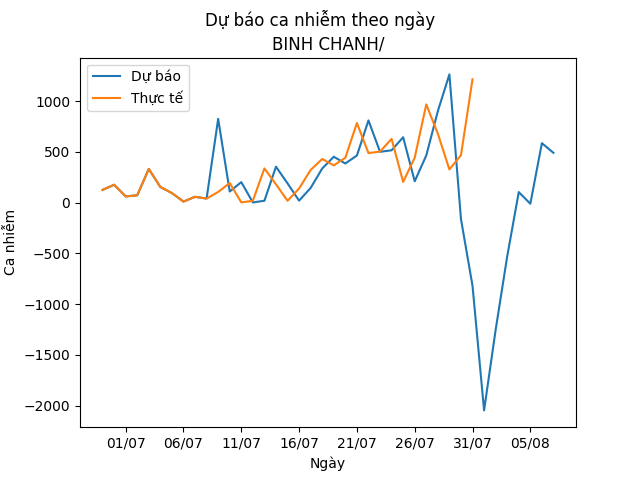 Dự báo ca nhiễm theo ngày
BINH CHANH/
Dự báo
Thực tế
1000
500
0
−500
−1000
−1500
−2000
Ca nhiễm
01/07 06/07 11/07 16/07 21/07 26/07 31/07 05/08
Ngày